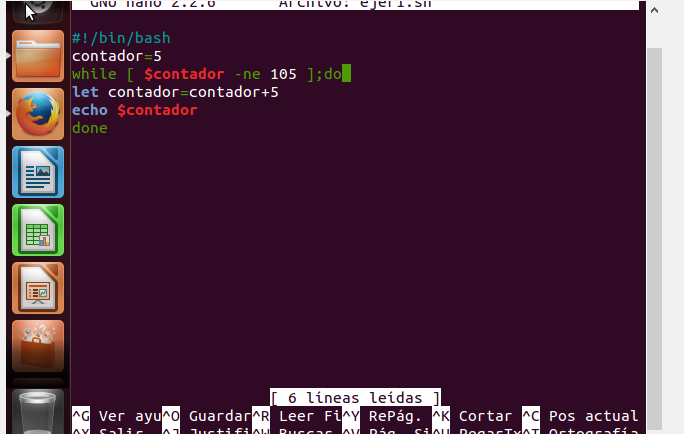 GNU nano 2.2.6 Archivo: ejer1.sh
#!/bin/bash
contador=5
while [ $contador -ne 105 ];do
let contador=contador+5
echo $contador
done
[ 6 líneas leídas ]
^G Ver ayu^O Guardar^R Leer Fi^Y RePág. ^K Cortar ^C Pos actual
^X Salir ^J Justifi^W Buscar ^V Pág. Si^U PegarTx^T Ortografía